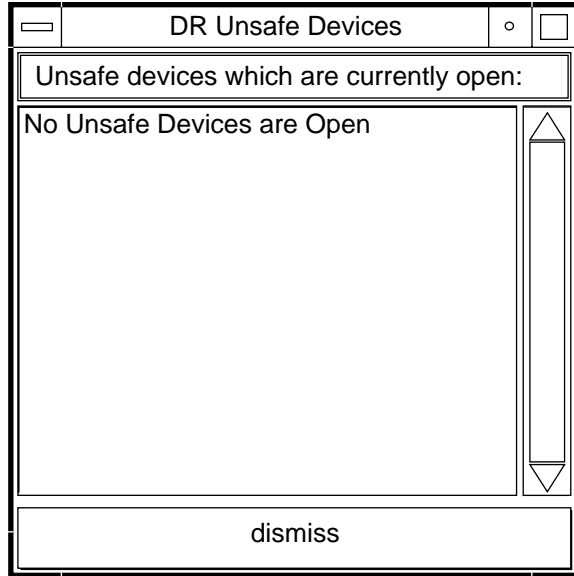 DR Unsafe Devices
Unsafe devices which are currently open:
No Unsafe Devices are Open
dismiss